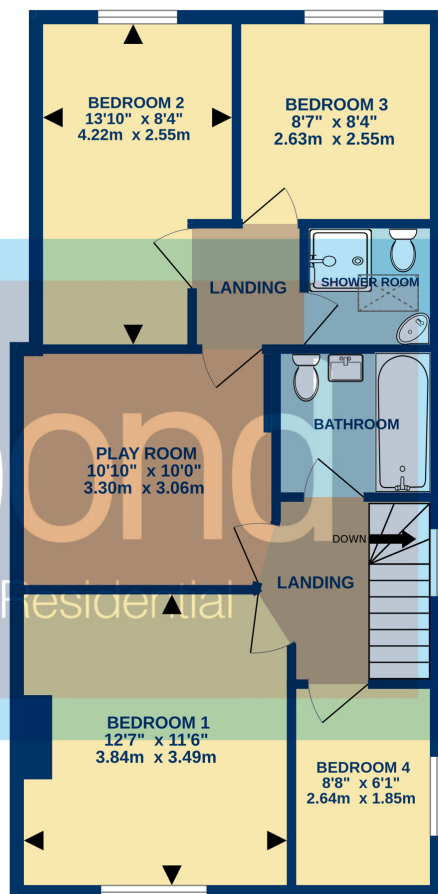 BEDROOM 2
13'10" x 8'4"
4.22m x 2.55m
BEDROOM 3
8'7" x 8'4"
2.63m x 2.55m
LANDING
SHOWER ROOM
PLAY ROOM
10'10" x 10'0"
3.30m x 3.06m
BATHROOM
bond
Residential
DOWN
LANDING
BEDROOM 1
12'7" x 11'6"
3.84m x 3.49m
BEDROOM 4
8'8" x 6'1"
2.64m x 1.85m